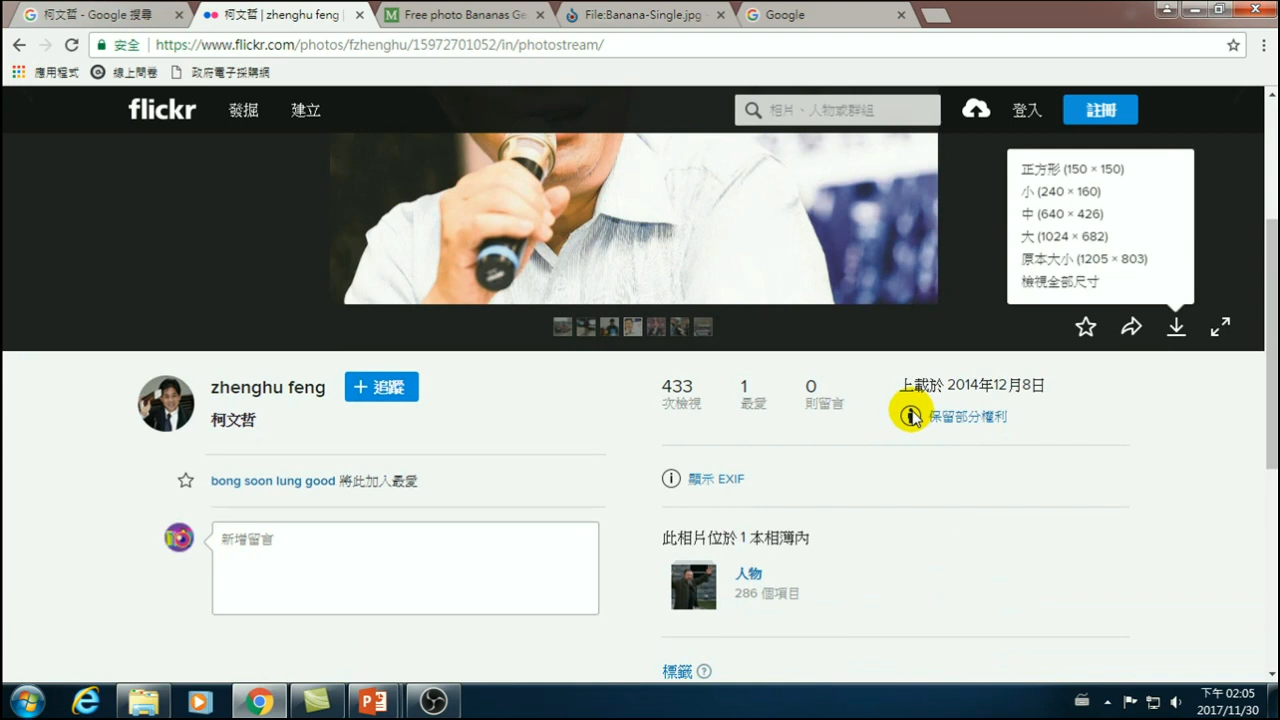 柯文哲 - Google 搜尋
柯文哲 | zhenghu feng |
Free photo Bananas Ge
File:Banana-Single.jpg -
Google
安全 https://www.flickr.com/photos/fzhenghu/15972701052/in/photostream/
應用程式 線上問卷 政府電子採購網
flickr 發掘 建立 相片、人物或群組 登入 註冊
正方形 (150 × 150)
小 (240 × 160)
中 (640 × 426)
大 (1024 × 682)
原本大小 (1205 × 803)
檢視全部尺寸
zhenghu feng
+ 追蹤
柯文哲
433
次檢視
1
最愛
0
則留言
上載於 2014年12月8日
保留部分權利
bong soon lung good 將此加入最愛
新增留言
顯示 EXIF
此相片位於 1 本相簿內
人物
286 個項目
標籤
下午 02:05
2017/11/30